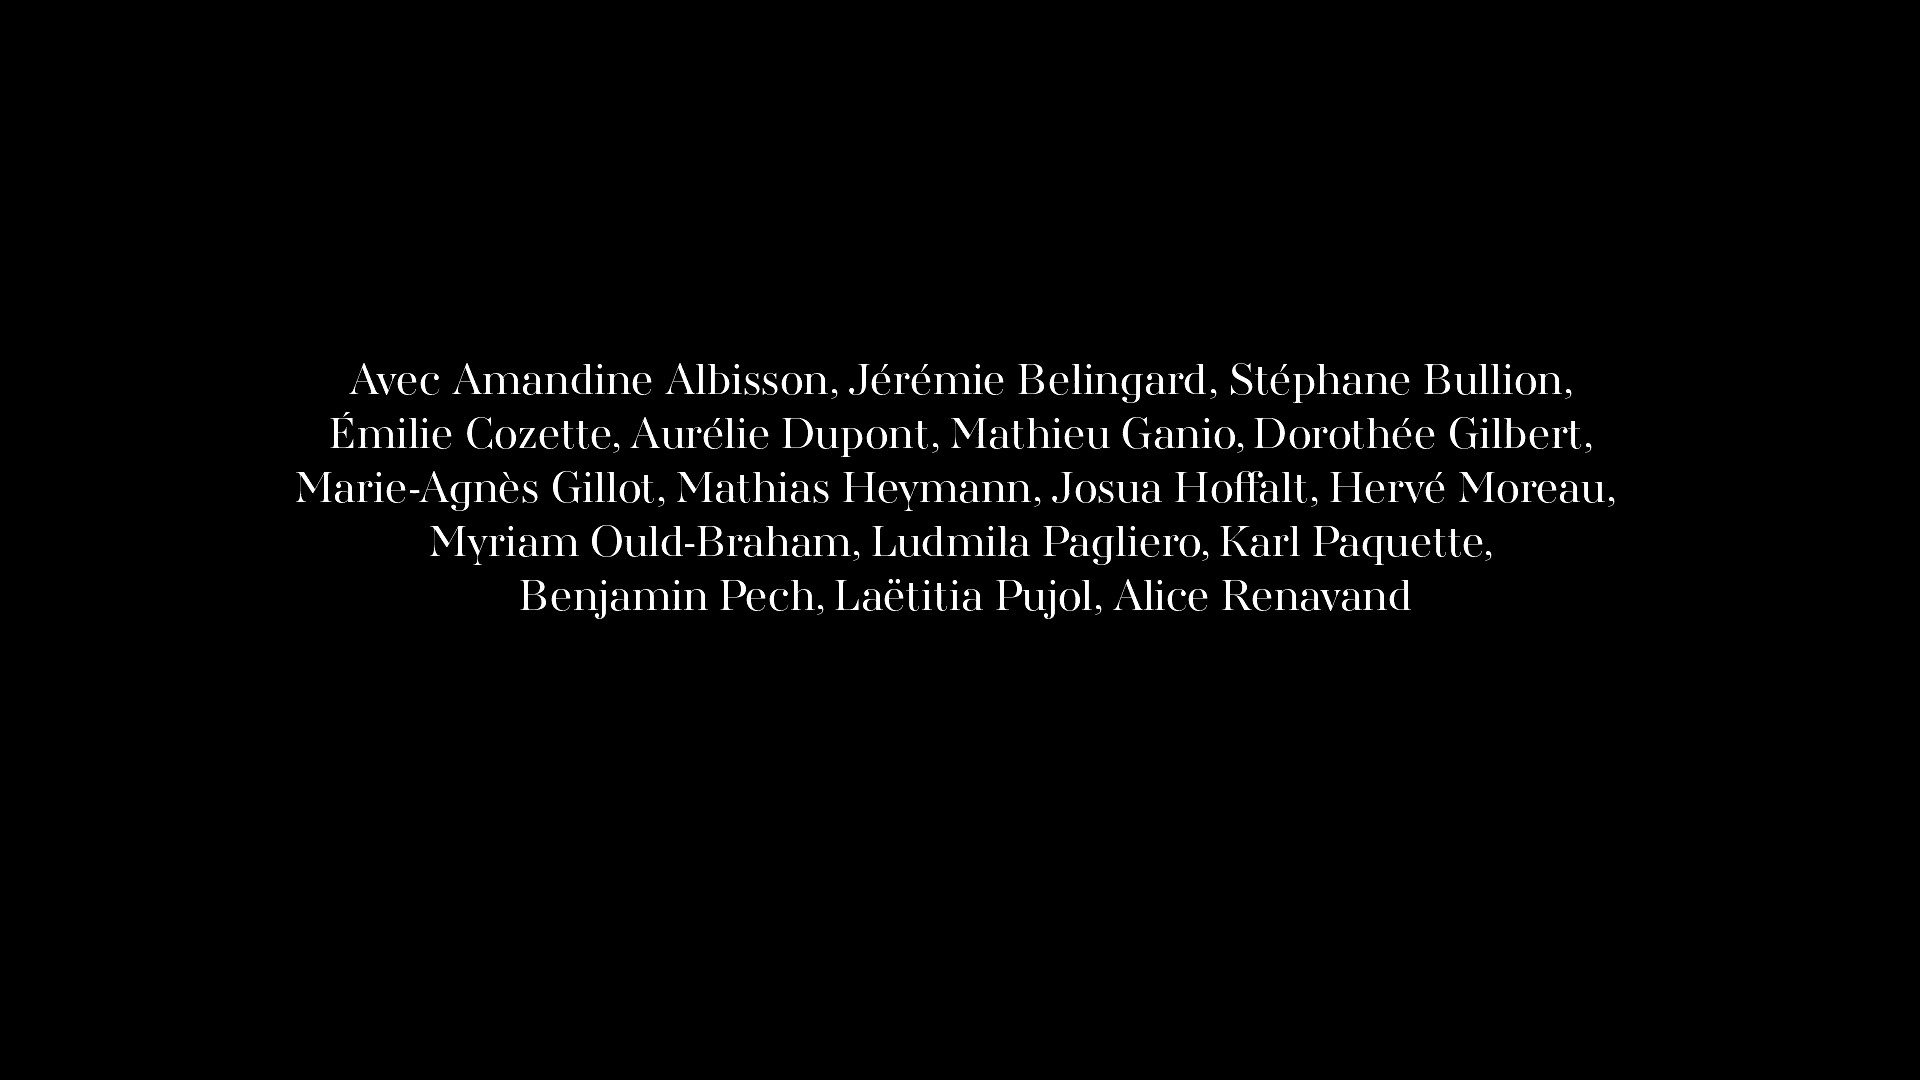 Avec Amandine Albisson, Jérémie Belingard, Stéphane Bullion,
Émilie Cozette, Aurélie Dupont, Mathieu Ganio, Dorothée Gilbert,
Marie-Agnès Gillot, Mathias Heymann, Josua Hoffalt, Hervé Moreau,
Myriam Ould-Braham, Ludmila Pagliero, Karl Paquette,
Benjamin Pech, Laëtitia Pujol, Alice Renavand